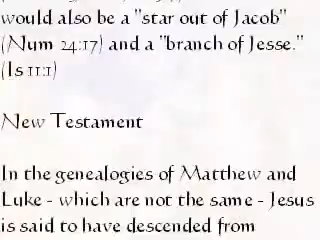 would also be a "star out of Jacob"
(Num 24:17) and a "branch of Jesse."
(Is 11:1)
New Testament
In the genealogies of Matthew and
Luke - which are not the same - Jesus
is said to have descended from